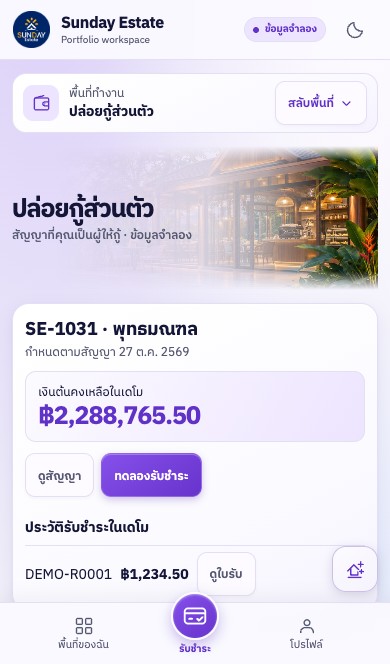 SUNDAY
Estate
Sunday Estate
Portfolio workspace
ข้อมูลจำลอง
พื้นที่ทำงาน
ปล่อยกู้ส่วนตัว
สลับพื้นที่
ปล่อยกู้ส่วนตัว
สัญญาที่คุณเป็นผู้ให้กู้ · ข้อมูลจำลอง
SE-1031 · พุทธมณฑล
กำหนดตามสัญญา 27 ต.ค. 2569
เงินต้นคงเหลือในเดโม
฿2,288,765.50
ดูสัญญา
ทดลองรับชำระ
ประวัติรับชำระในเดโม
DEMO-R0001 ฿1,234.50 ดูใบรับ
พื้นที่ของฉัน
รับชำระ
โปรไฟล์